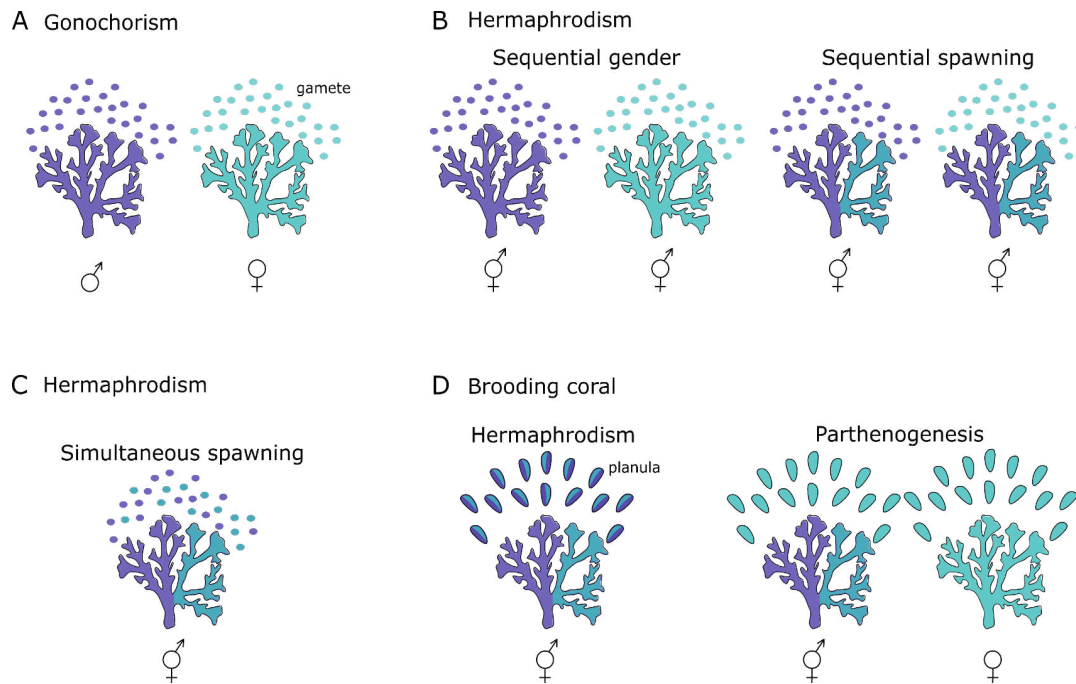 A Gonochorism
gamete
B Hermaphrodism
Sequential gender
Sequential spawning
C Hermaphrodism
Simultaneous spawning
D Brooding coral
Hermaphrodism
planula
Parthenogenesis